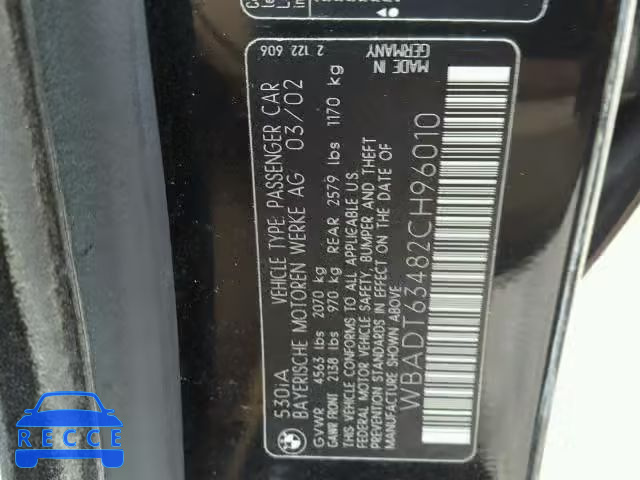 530iA VEHICLE TYPE: PASSENGER CAR 2 122 606
BAYERISCHE MOTOREN WERKE AG 03/02
GVWR 4563 lbs 2070 kg
GAWR FRONT 2138 lbs 970 kg REAR 2579 lbs 1170 kg
THIS VEHICLE CONFORMS TO ALL APPLICABLE U.S.
FEDERAL MOTOR VEHICLE SAFETY, BUMPER, AND THEFT
PREVENTION STANDARDS IN EFFECT ON THE DATE OF
MANUFACTURE SHOWN ABOVE.
MADE IN
GERMANY
WBADT63482CH96010
RECCE